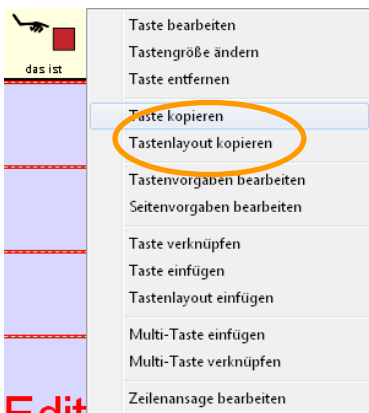 das ist
Taste bearbeiten
Tastengröße ändern
Taste entfernen
Taste kopieren
Tastenlayout kopieren
Tastenvorgaben bearbeiten
Seitenvorgaben bearbeiten
Taste verknüpfen
Taste einfügen
Tastenlayout einfügen
Multi-Taste einfügen
Multi-Taste verknüpfen
Zeilenansage bearbeiten
Edit